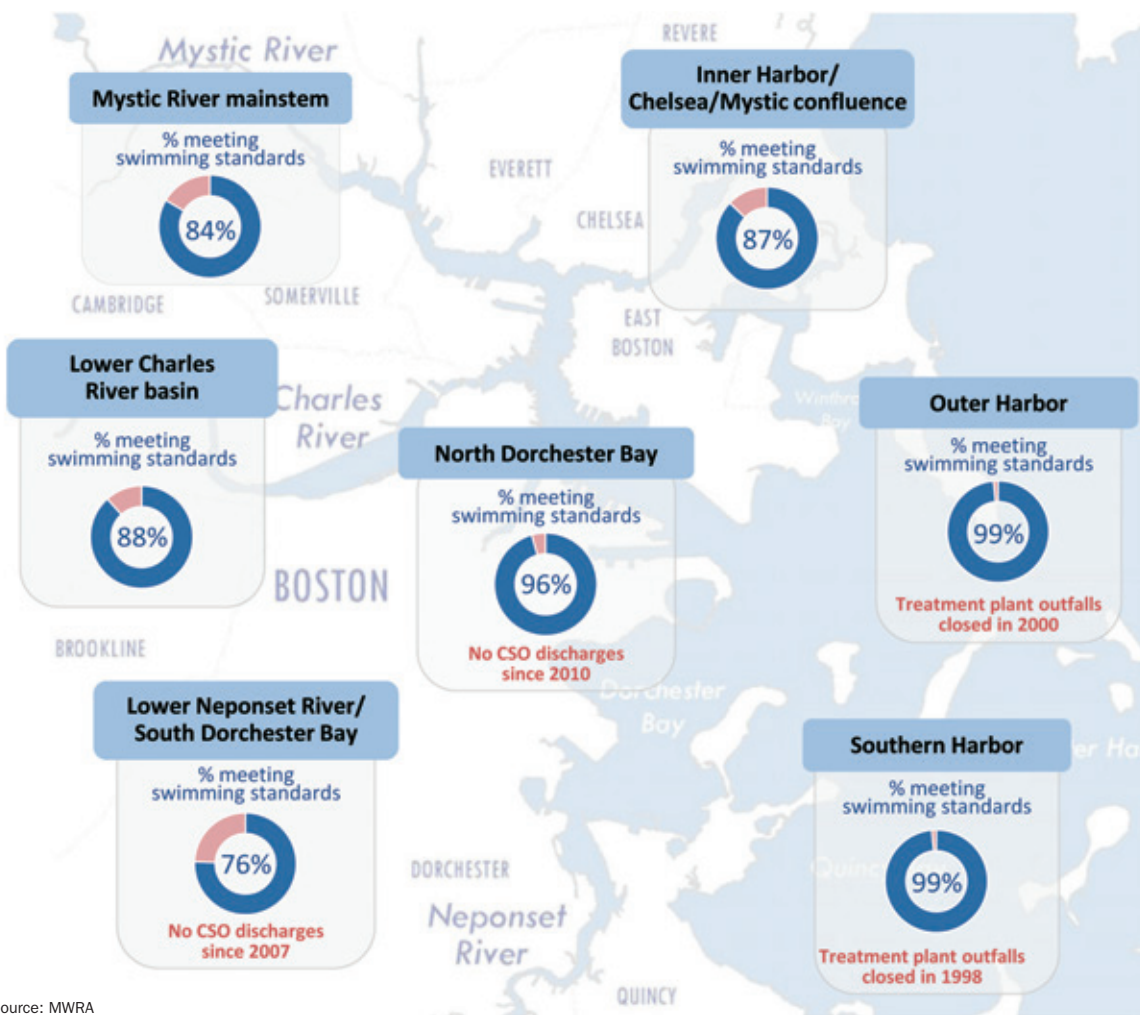 Mystic River
REVERE
Mystic River mainstem
% meeting
swimming standards
84%
Inner Harbor/
Chelsea/Mystic confluence
% meeting
swimming standards
87%
EVERETT
CHELSEA
CAMBRIDGE
SOMERVILLE
EAST
BOSTON
Lower Charles
River basin
% meeting
swimming standards
88%
Charles
River
North Dorchester Bay
% meeting
swimming standards
96%
No CSO discharges
since 2010
Bay
Outer Harbor
% meeting
swimming standards
99%
Treatment plant outfalls
closed in 2000
BOSTON
BROOKLINE
Dorchester
Bay
Lower Neponset River/
South Dorchester Bay
% meeting
swimming standards
76%
No CSO discharges
since 2007
Southern Harbor
% meeting
swimming standards
99%
Treatment plant outfalls
closed in 1998
DORCHESTER
Neponset
River
QUINCY
ource: MWRA